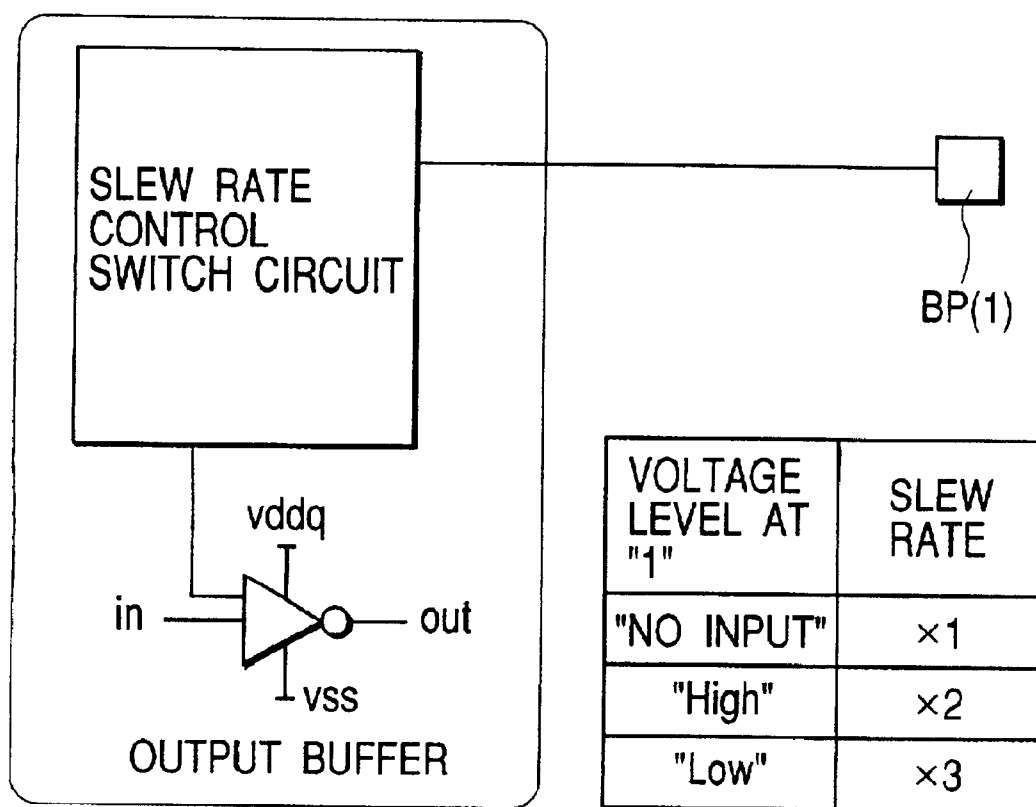 SLEW RATE
CONTROL
SWITCH CIRCUIT
BP(1)
vddq
in
out
vss
OUTPUT BUFFER
VOLTAGE
LEVEL AT
"1"
SLEW
RATE
"NO INPUT" ×1
"High" ×2
"Low" ×3